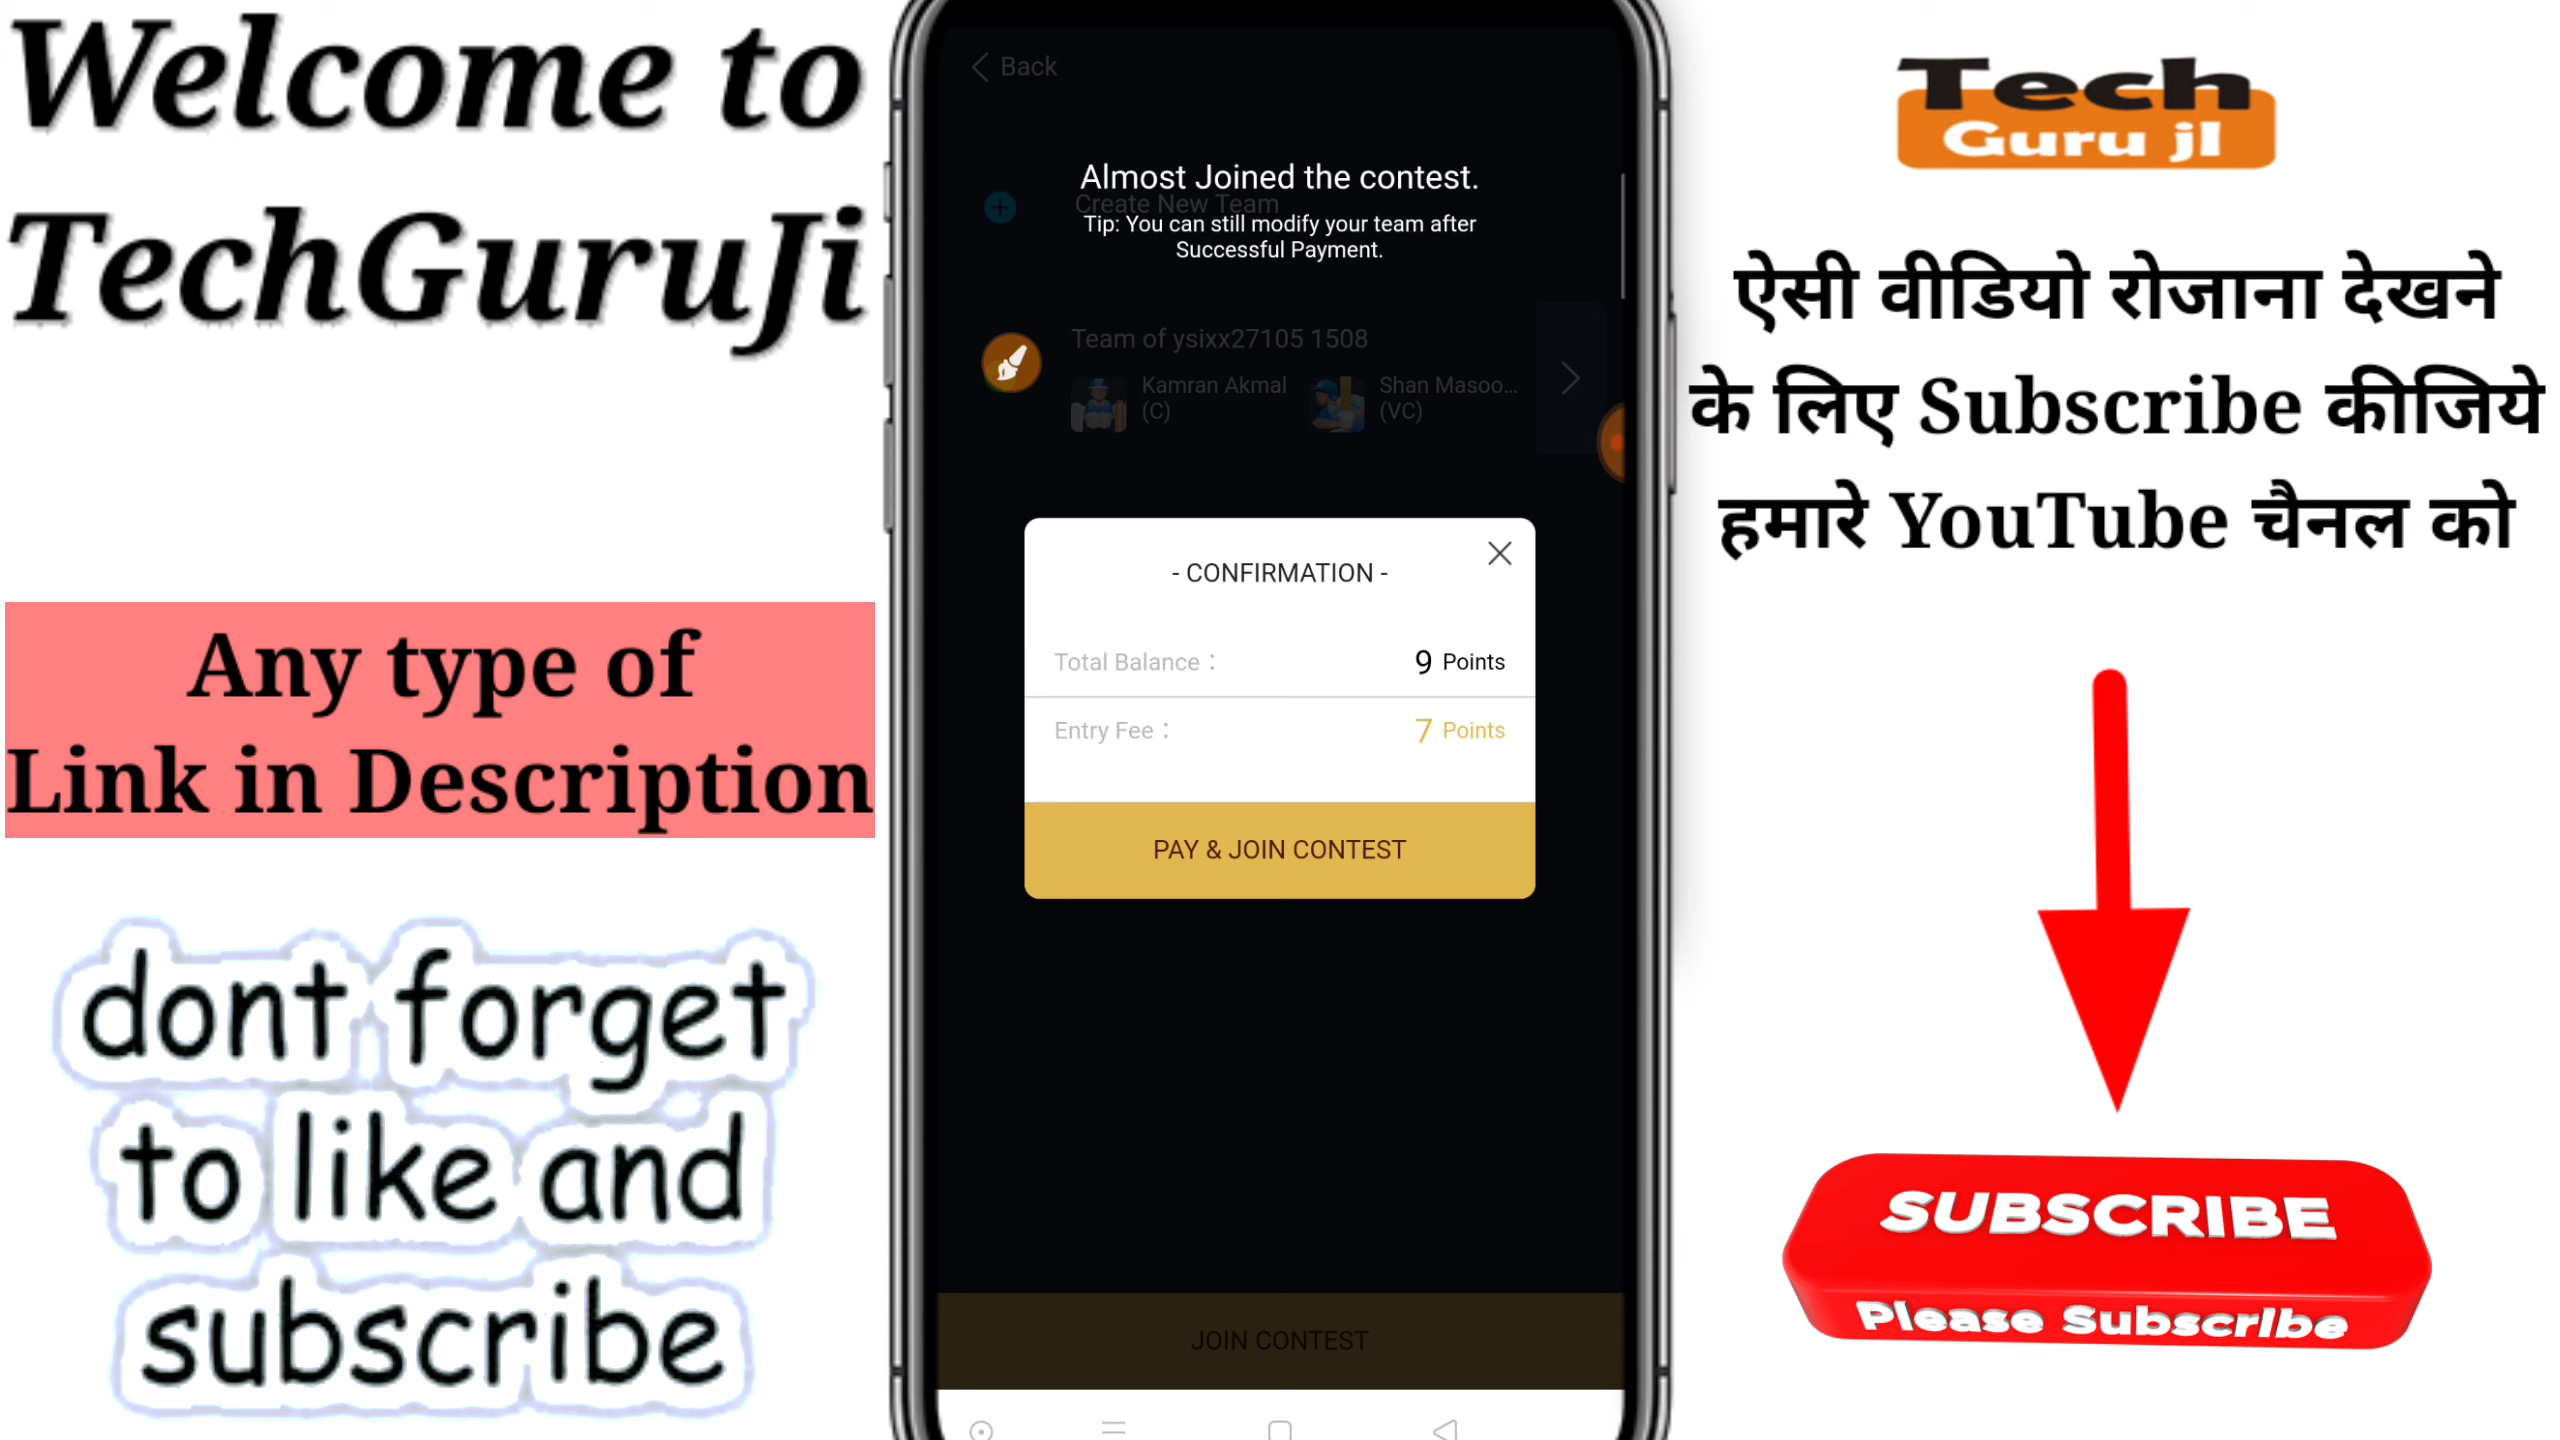 Welcome to
TechGuruJi
Any type of
Link in Description
dont forget
to like and
subscribe
Back
Almost Joined the contest.
Create New Team
Tip: You can still modify your team after
Successful Payment.
Team of ysixx27105 1508
Kamran Akmal
(C)
Shan Masoo...
(VC)
- CONFIRMATION -
Total Balance : 9 Points
Entry Fee : 7 Points
PAY & JOIN CONTEST
JOIN CONTEST
Tech
Guru jI
ऐसी वीडियो रोजाना देखने
के लिए Subscribe कीजिये
हमारे YouTube चैनल को
SUBSCRIBE
Please Subscribe